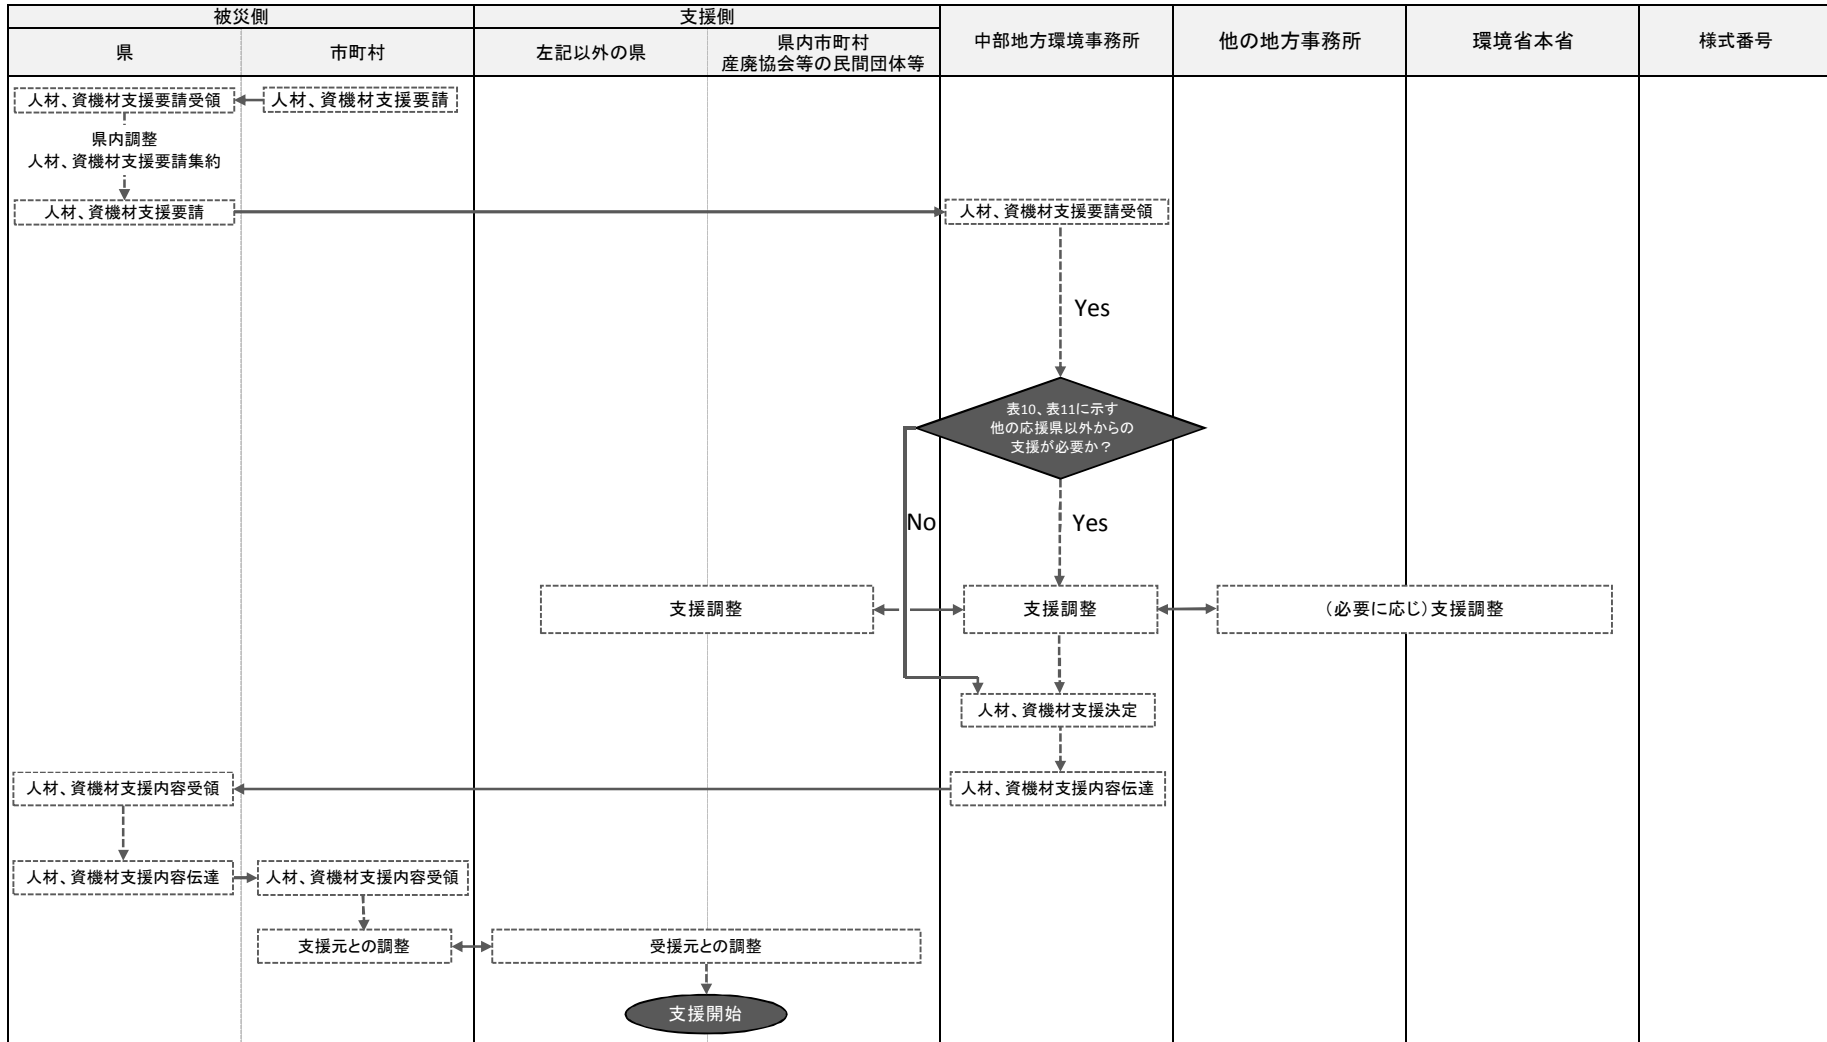 被災側
支援側
県
市町村
左記以外の県
県内市町村
産廃協会等の民間団体等
中部地方環境事務所
他の地方事務所
環境省本省
様式番号
人材、資機材支援要請受領
人材、資機材支援要請
県内調整
人材、資機材支援要請集約
人材、資機材支援要請
人材、資機材支援要請受領
Yes
表10、表11に示す
他の応援県以外からの
支援が必要か？
No
Yes
支援調整
支援調整
（必要に応じ）支援調整
人材、資機材支援決定
人材、資機材支援内容受領
人材、資機材支援内容伝達
人材、資機材支援内容伝達
人材、資機材支援内容受領
支援元との調整
受援元との調整
支援開始